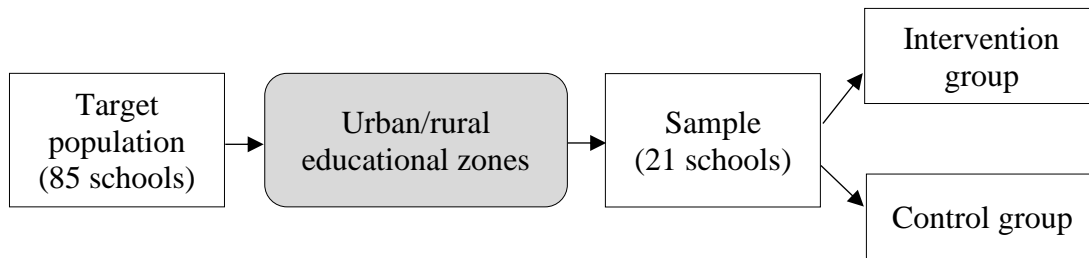 Target
population
(85 schools)
Urban/rural
educational zones
Sample
(21 schools)
Intervention
group
Control group